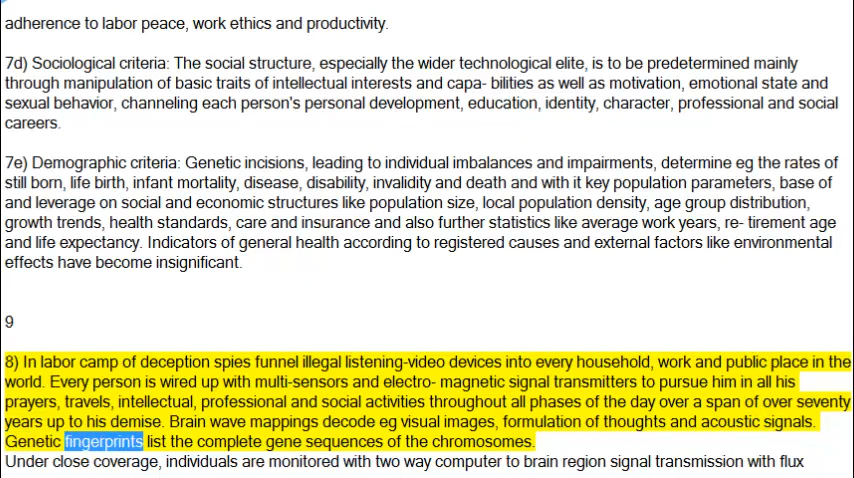 adherence to labor peace, work ethics and productivity.
7d) Sociological criteria: The social structure, especially the wider technological elite, is to be predetermined mainly
through manipulation of basic traits of intellectual interests and capa- bilities as well as motivation, emotional state and
sexual behavior, channeling each person's personal development, education, identity, character, professional and social
careers.
7e) Demographic criteria: Genetic incisions, leading to individual imbalances and impairments, determine eg the rates of
still born, life birth, infant mortality, disease, disability, invalidity and death and with it key population parameters, base of
and leverage on social and economic structures like population size, local population density, age group distribution,
growth trends, health standards, care and insurance and also further statistics like average work years, re- tirement age
and life expectancy. Indicators of general health according to registered causes and external factors like environmental
effects have become insignificant.
9
8) In labor camp of deception spies funnel illegal listening-video devices into every household, work and public place in the
world. Every person is wired up with multi-sensors and electro- magnetic signal transmitters to pursue him in all his
prayers, travels, intellectual, professional and social activities throughout all phases of the day over a span of over seventy
years up to his demise. Brain wave mappings decode eg visual images, formulation of thoughts and acoustic signals.
Genetic fingerprints list the complete gene sequences of the chromosomes.
Under close coverage, individuals are monitored with two way computer to brain region signal transmission with flux